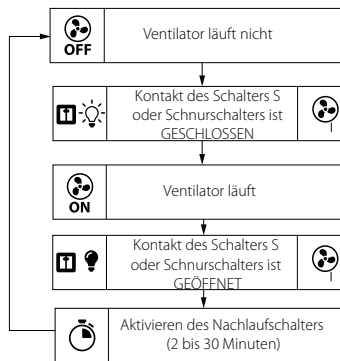 OFF
Ventilator läuft nicht
Kontakt des Schalters S
oder Schnurschalters ist
GESCHLOSSEN
I
ON
Ventilator läuft
Kontakt des Schalters S
oder Schnurschalters ist
GEÖFFNET
I
Aktivieren des Nachlaufschalters
(2 bis 30 Minuten)